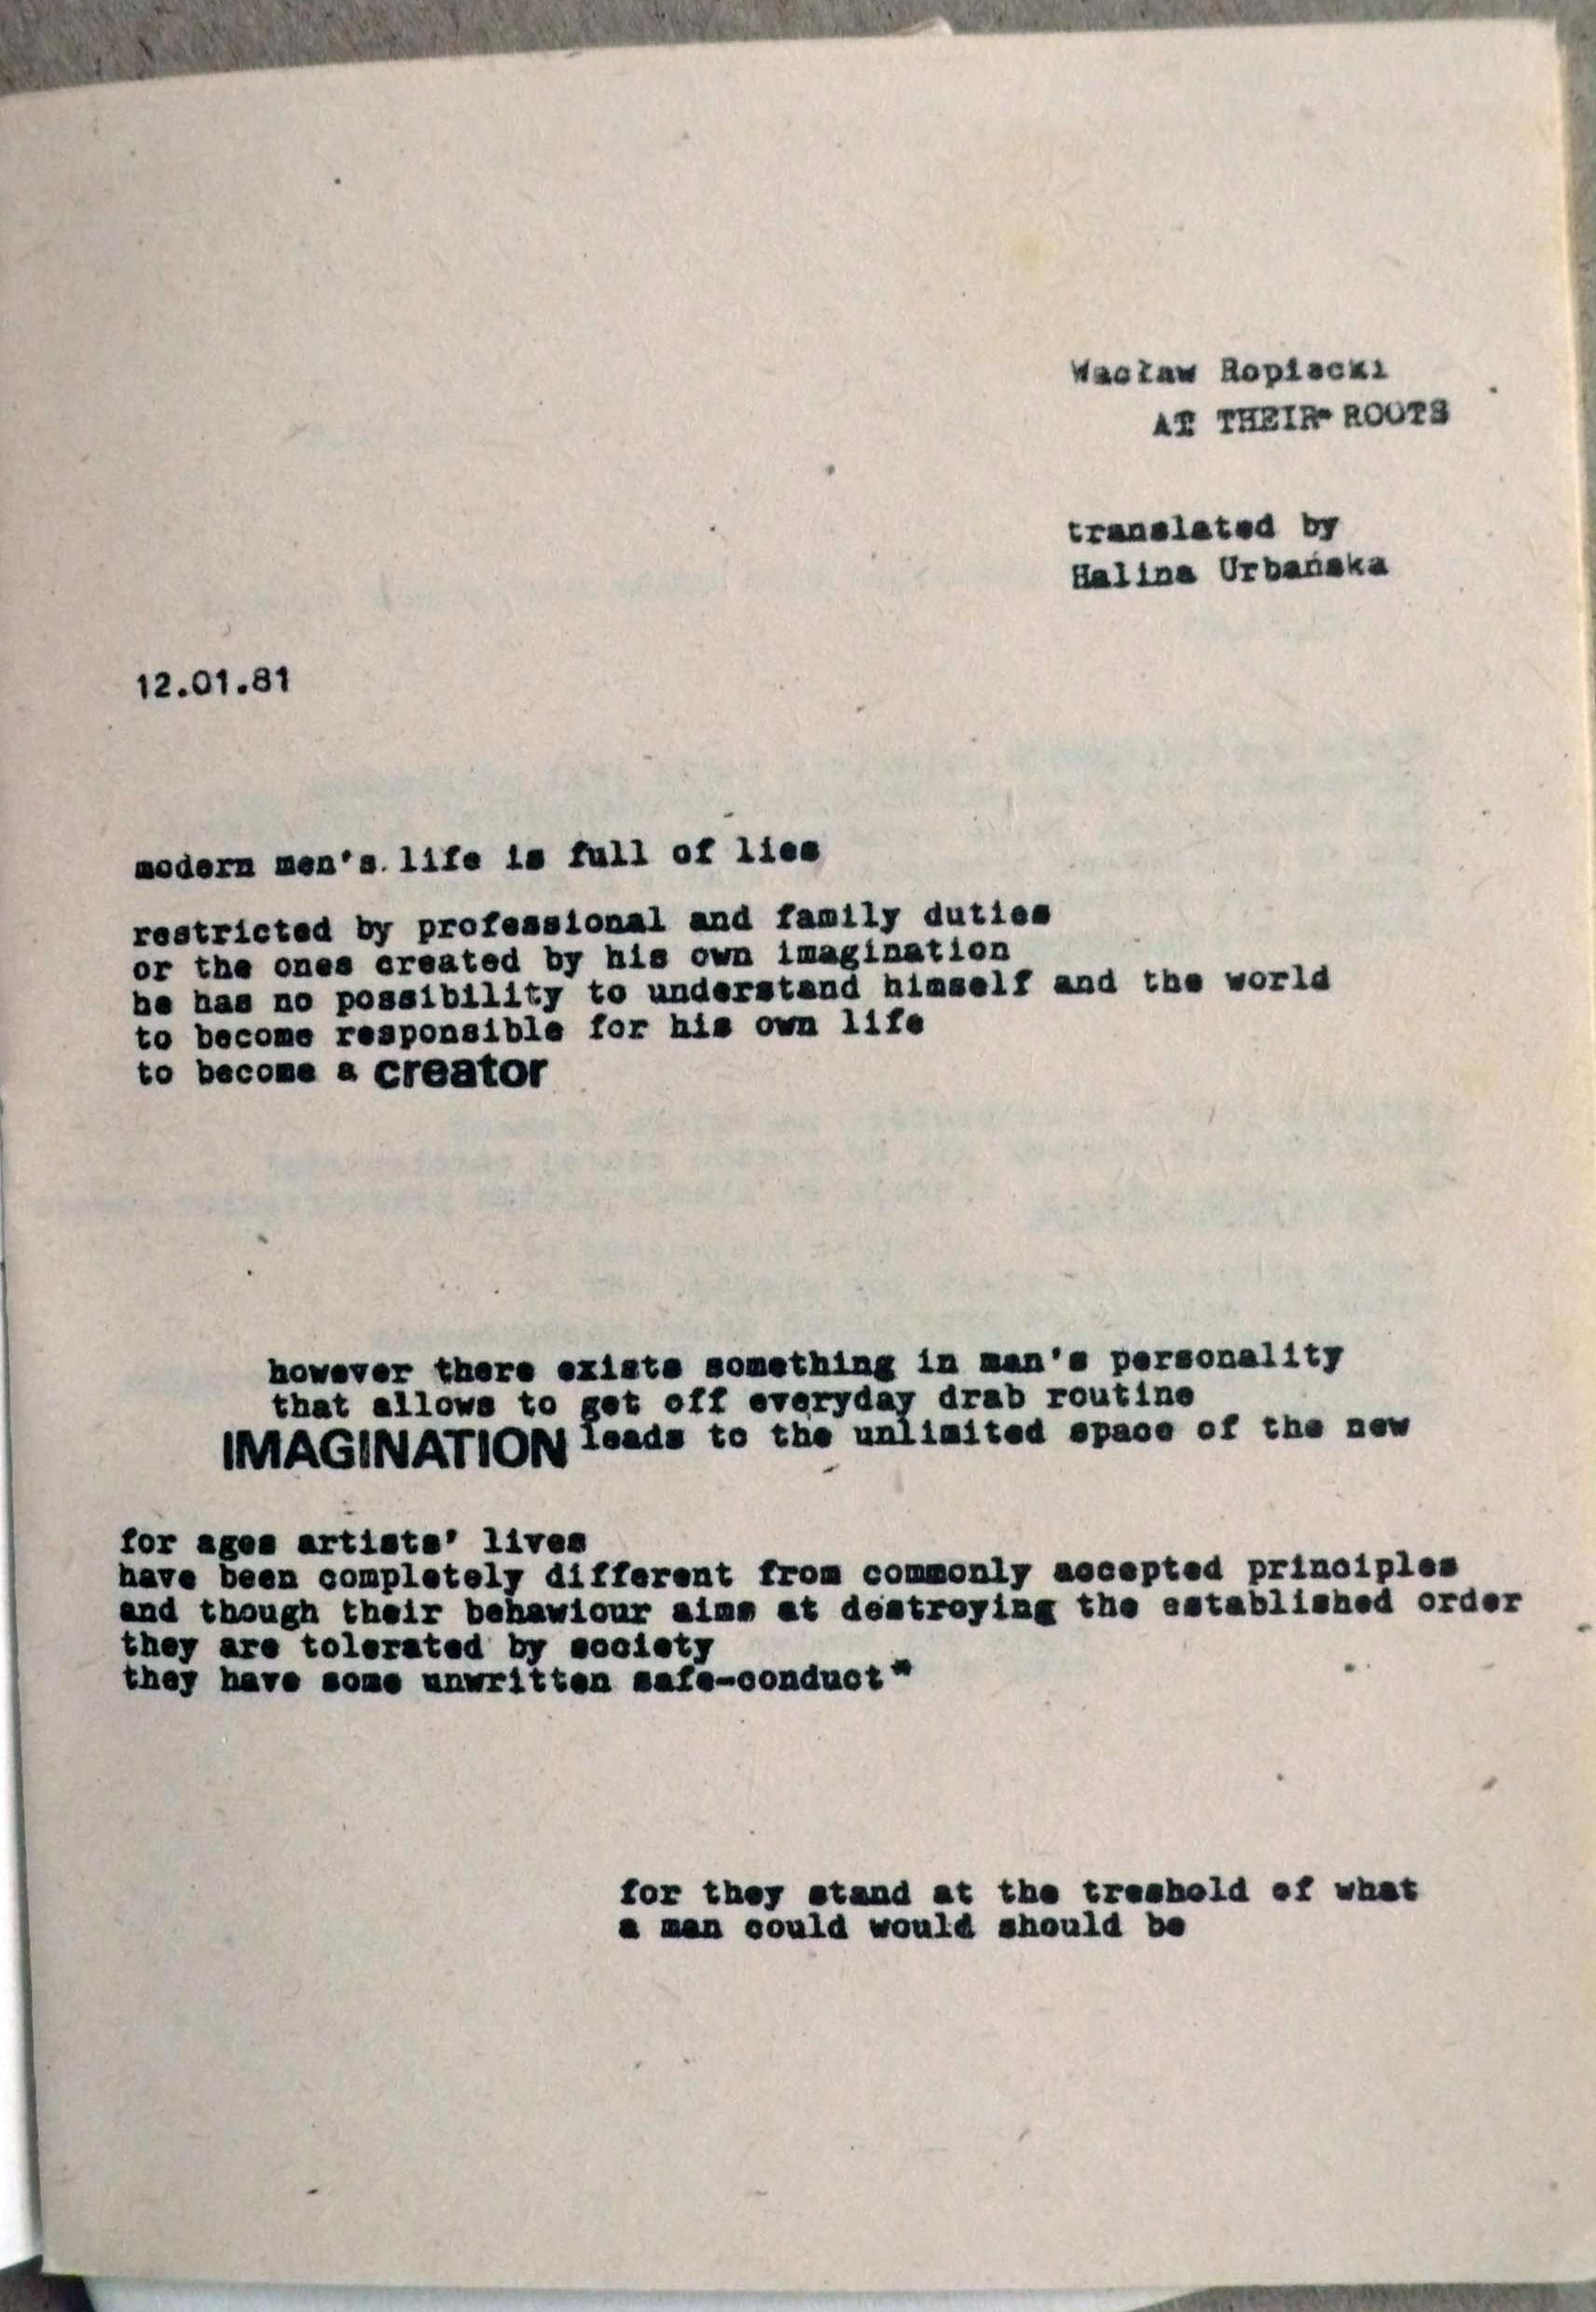 Wacław Ropiecki
AT THEIR ROOTS
translated by
Halina Urbańska
12.01.81
modern men's life is full of lies
restricted by professional and family duties
or the ones created by his own imagination
he has no possibility to understand himself and the world
to become responsible for his own life
to become a creator
however there exists something in man's personality
that allows to get off everyday drab routine
IMAGINATION leads to the unlimited space of the new
for ages artists' lives
have been completely different from commonly accepted principles
and though their behawiour aims at destroying the established order
they are tolerated by society
they have some unwritten safe-conduct*
for they stand at the treshold of what
a man could would should be